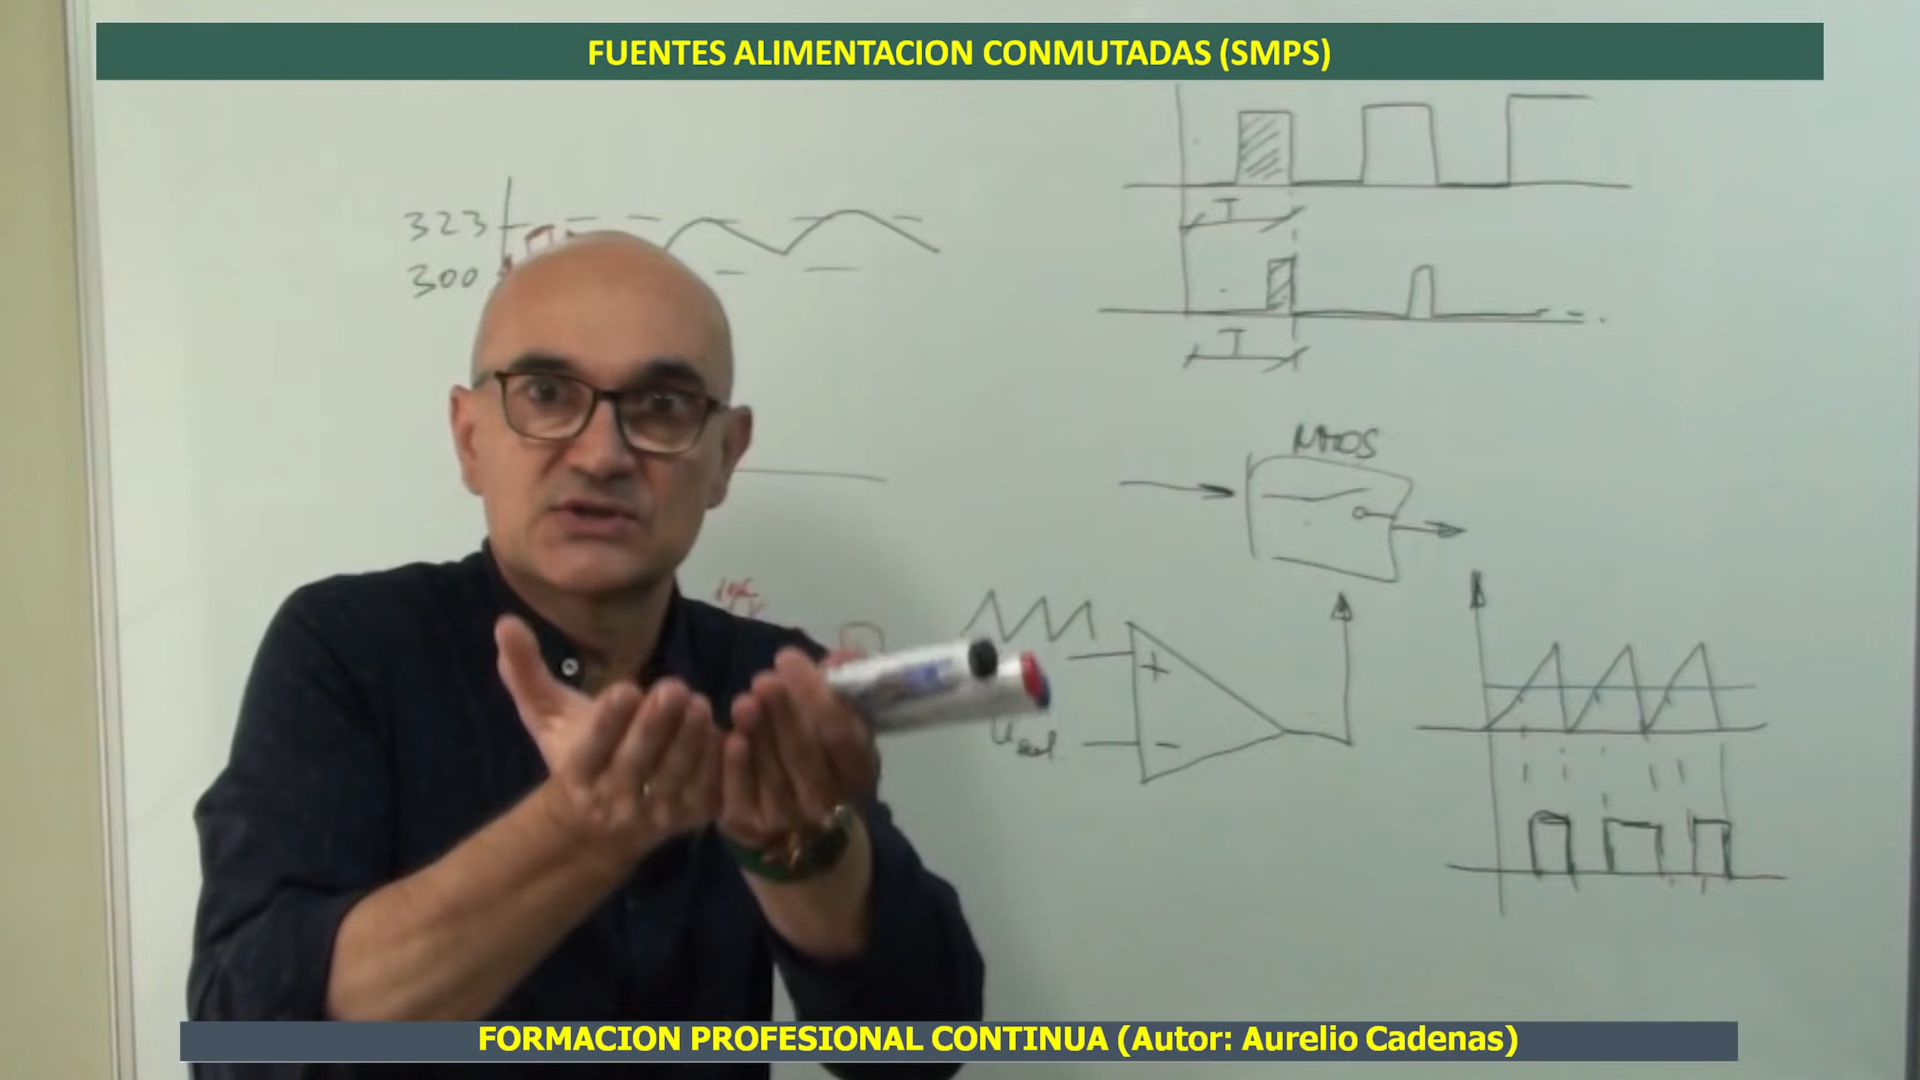 FUENTES ALIMENTACION CONMUTADAS (SMPS)
323
300
T
T
MOS
+
-
FORMACION PROFESIONAL CONTINUA (Autor: Aurelio Cadenas)